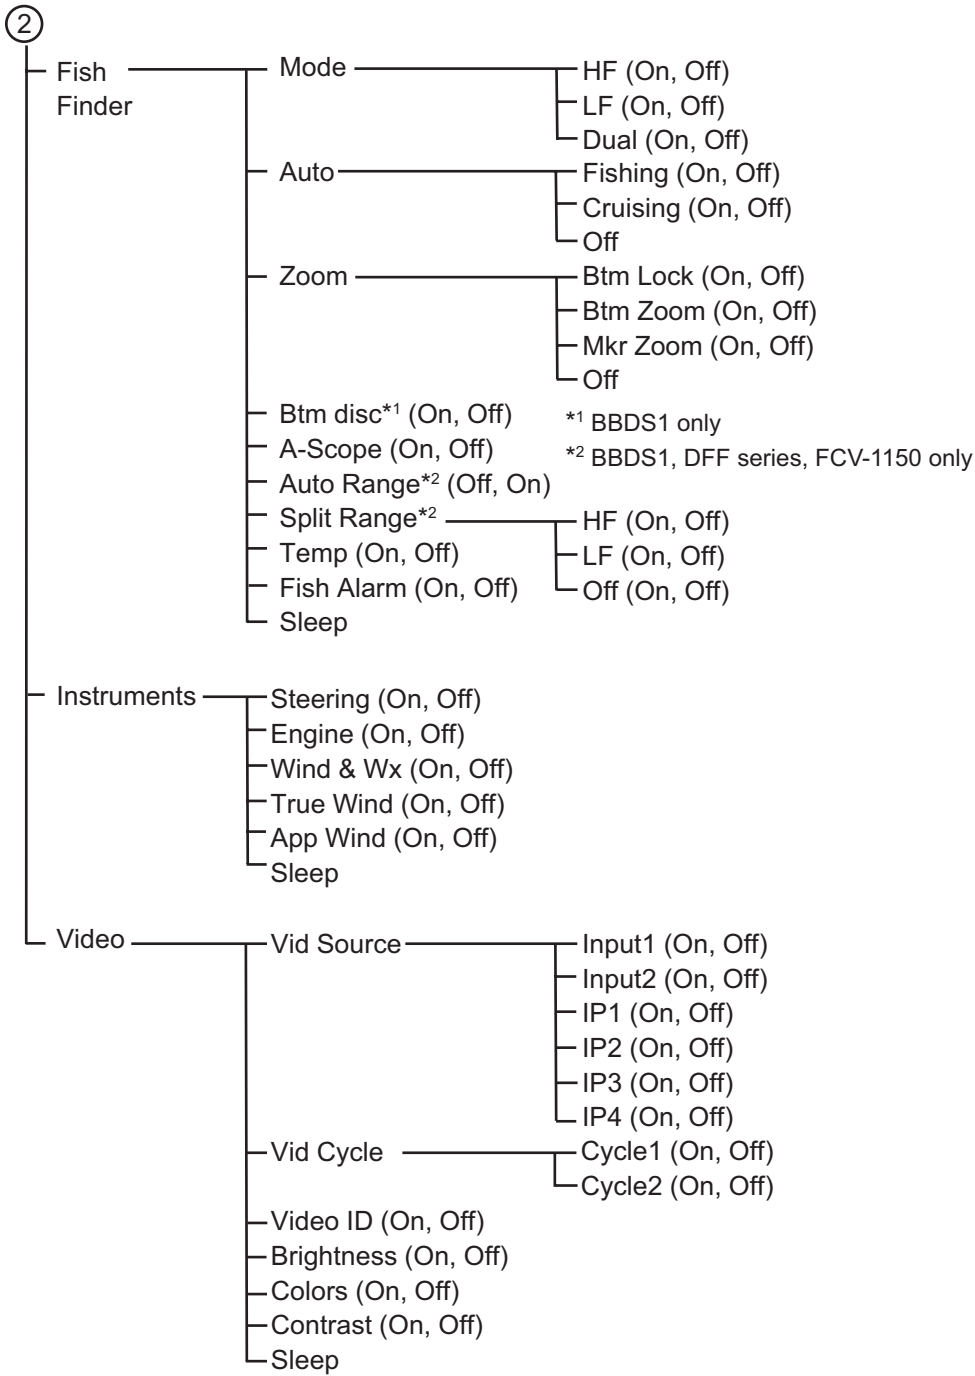 2
Fish
Finder
Mode
HF (On, Off)
LF (On, Off)
Dual (On, Off)
Auto
Fishing (On, Off)
Cruising (On, Off)
Off
Zoom
Btm Lock (On, Off)
Btm Zoom (On, Off)
Mkr Zoom (On, Off)
Off
Btm disc*1 (On, Off)
*1 BBDS1 only
A-Scope (On, Off)
*2 BBDS1, DFF series, FCV-1150 only
Auto Range*2 (Off, On)
Split Range*2
HF (On, Off)
LF (On, Off)
Off (On, Off)
Temp (On, Off)
Fish Alarm (On, Off)
Sleep
Instruments
Steering (On, Off)
Engine (On, Off)
Wind & Wx (On, Off)
True Wind (On, Off)
App Wind (On, Off)
Sleep
Video
Vid Source
Input1 (On, Off)
Input2 (On, Off)
IP1 (On, Off)
IP2 (On, Off)
IP3 (On, Off)
IP4 (On, Off)
Vid Cycle
Cycle1 (On, Off)
Cycle2 (On, Off)
Video ID (On, Off)
Brightness (On, Off)
Colors (On, Off)
Contrast (On, Off)
Sleep